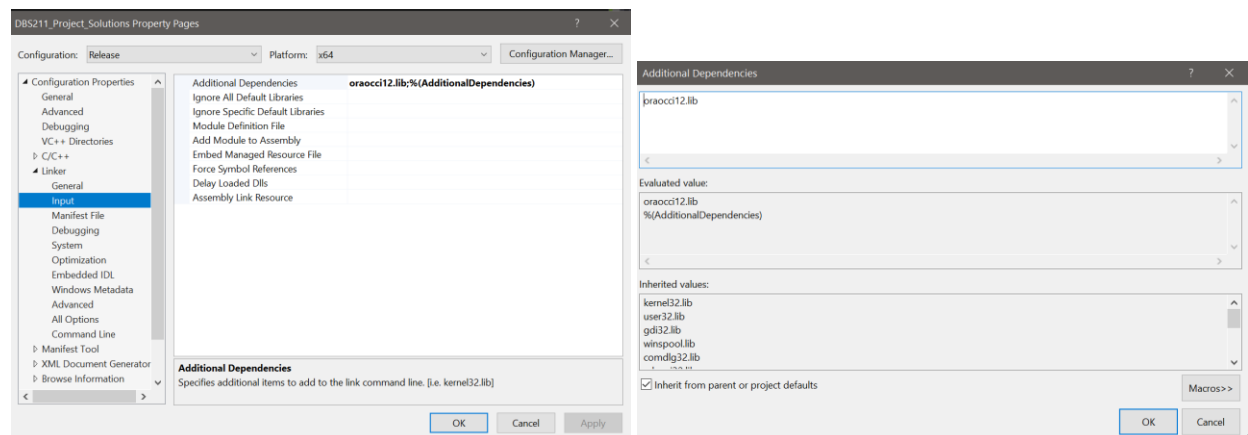 DBS211_Project_Solutions Property Pages
? ×
Configuration: Release
Platform: x64
Configuration Manager...
Configuration Properties
General
Advanced
Debugging
VC++ Directories
C/C++
Linker
General
Input
Manifest File
Debugging
System
Optimization
Embedded IDL
Windows Metadata
Advanced
All Options
Command Line
Manifest Tool
XML Document Generator
Browse Information
Additional Dependencies oraocci12.lib;%(AdditionalDependencies)
Ignore All Default Libraries
Ignore Specific Default Libraries
Module Definition File
Add Module to Assembly
Embed Managed Resource File
Force Symbol References
Delay Loaded Dlls
Assembly Link Resource
Additional Dependencies
Specifies additional items to add to the link command line. [i.e. kernel32.lib]
OK Cancel Apply
Additional Dependencies
? ×
oraocci12.lib
Evaluated value:
oraocci12.lib
%(AdditionalDependencies)
Inherited values:
kernel32.lib
user32.lib
gdi32.lib
winspool.lib
comdlg32.lib
Inherit from parent or project defaults
Macros>>
OK Cancel